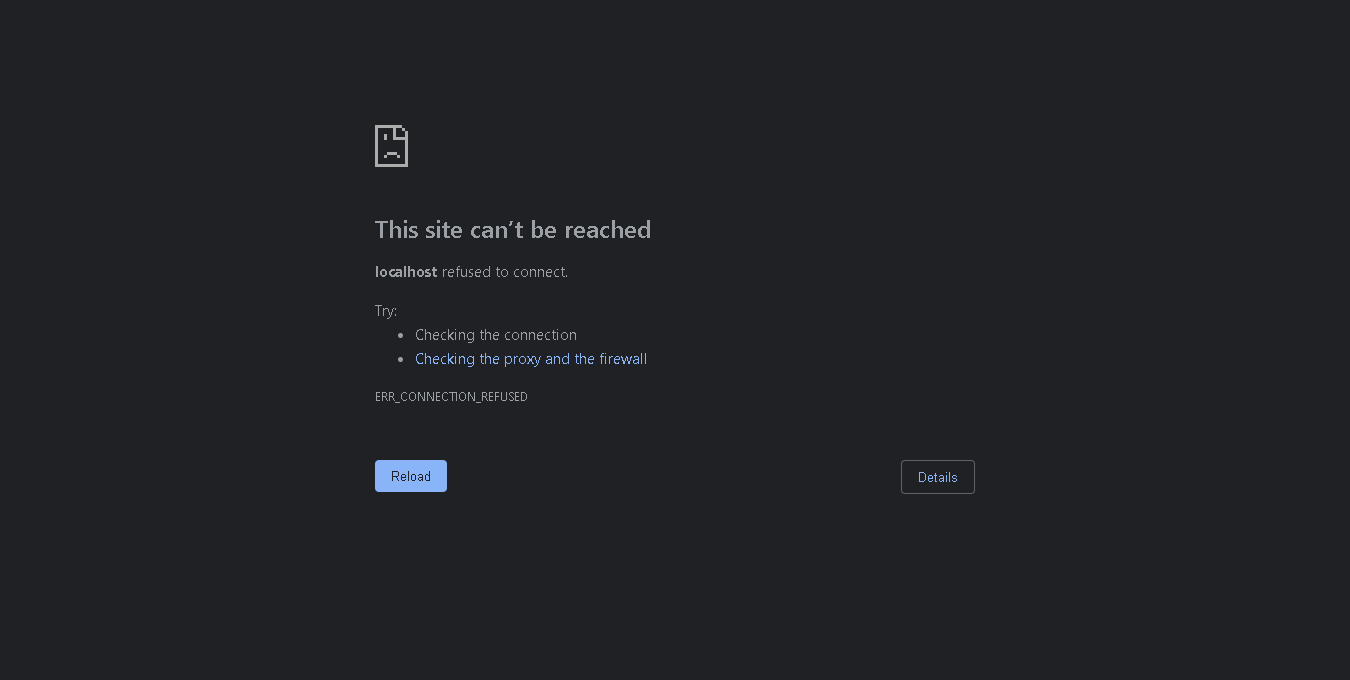 This site can’t be reached
localhost refused to connect.
Try:
Checking the connection
Checking the proxy and the firewall
ERR_CONNECTION_REFUSED
Reload
Details